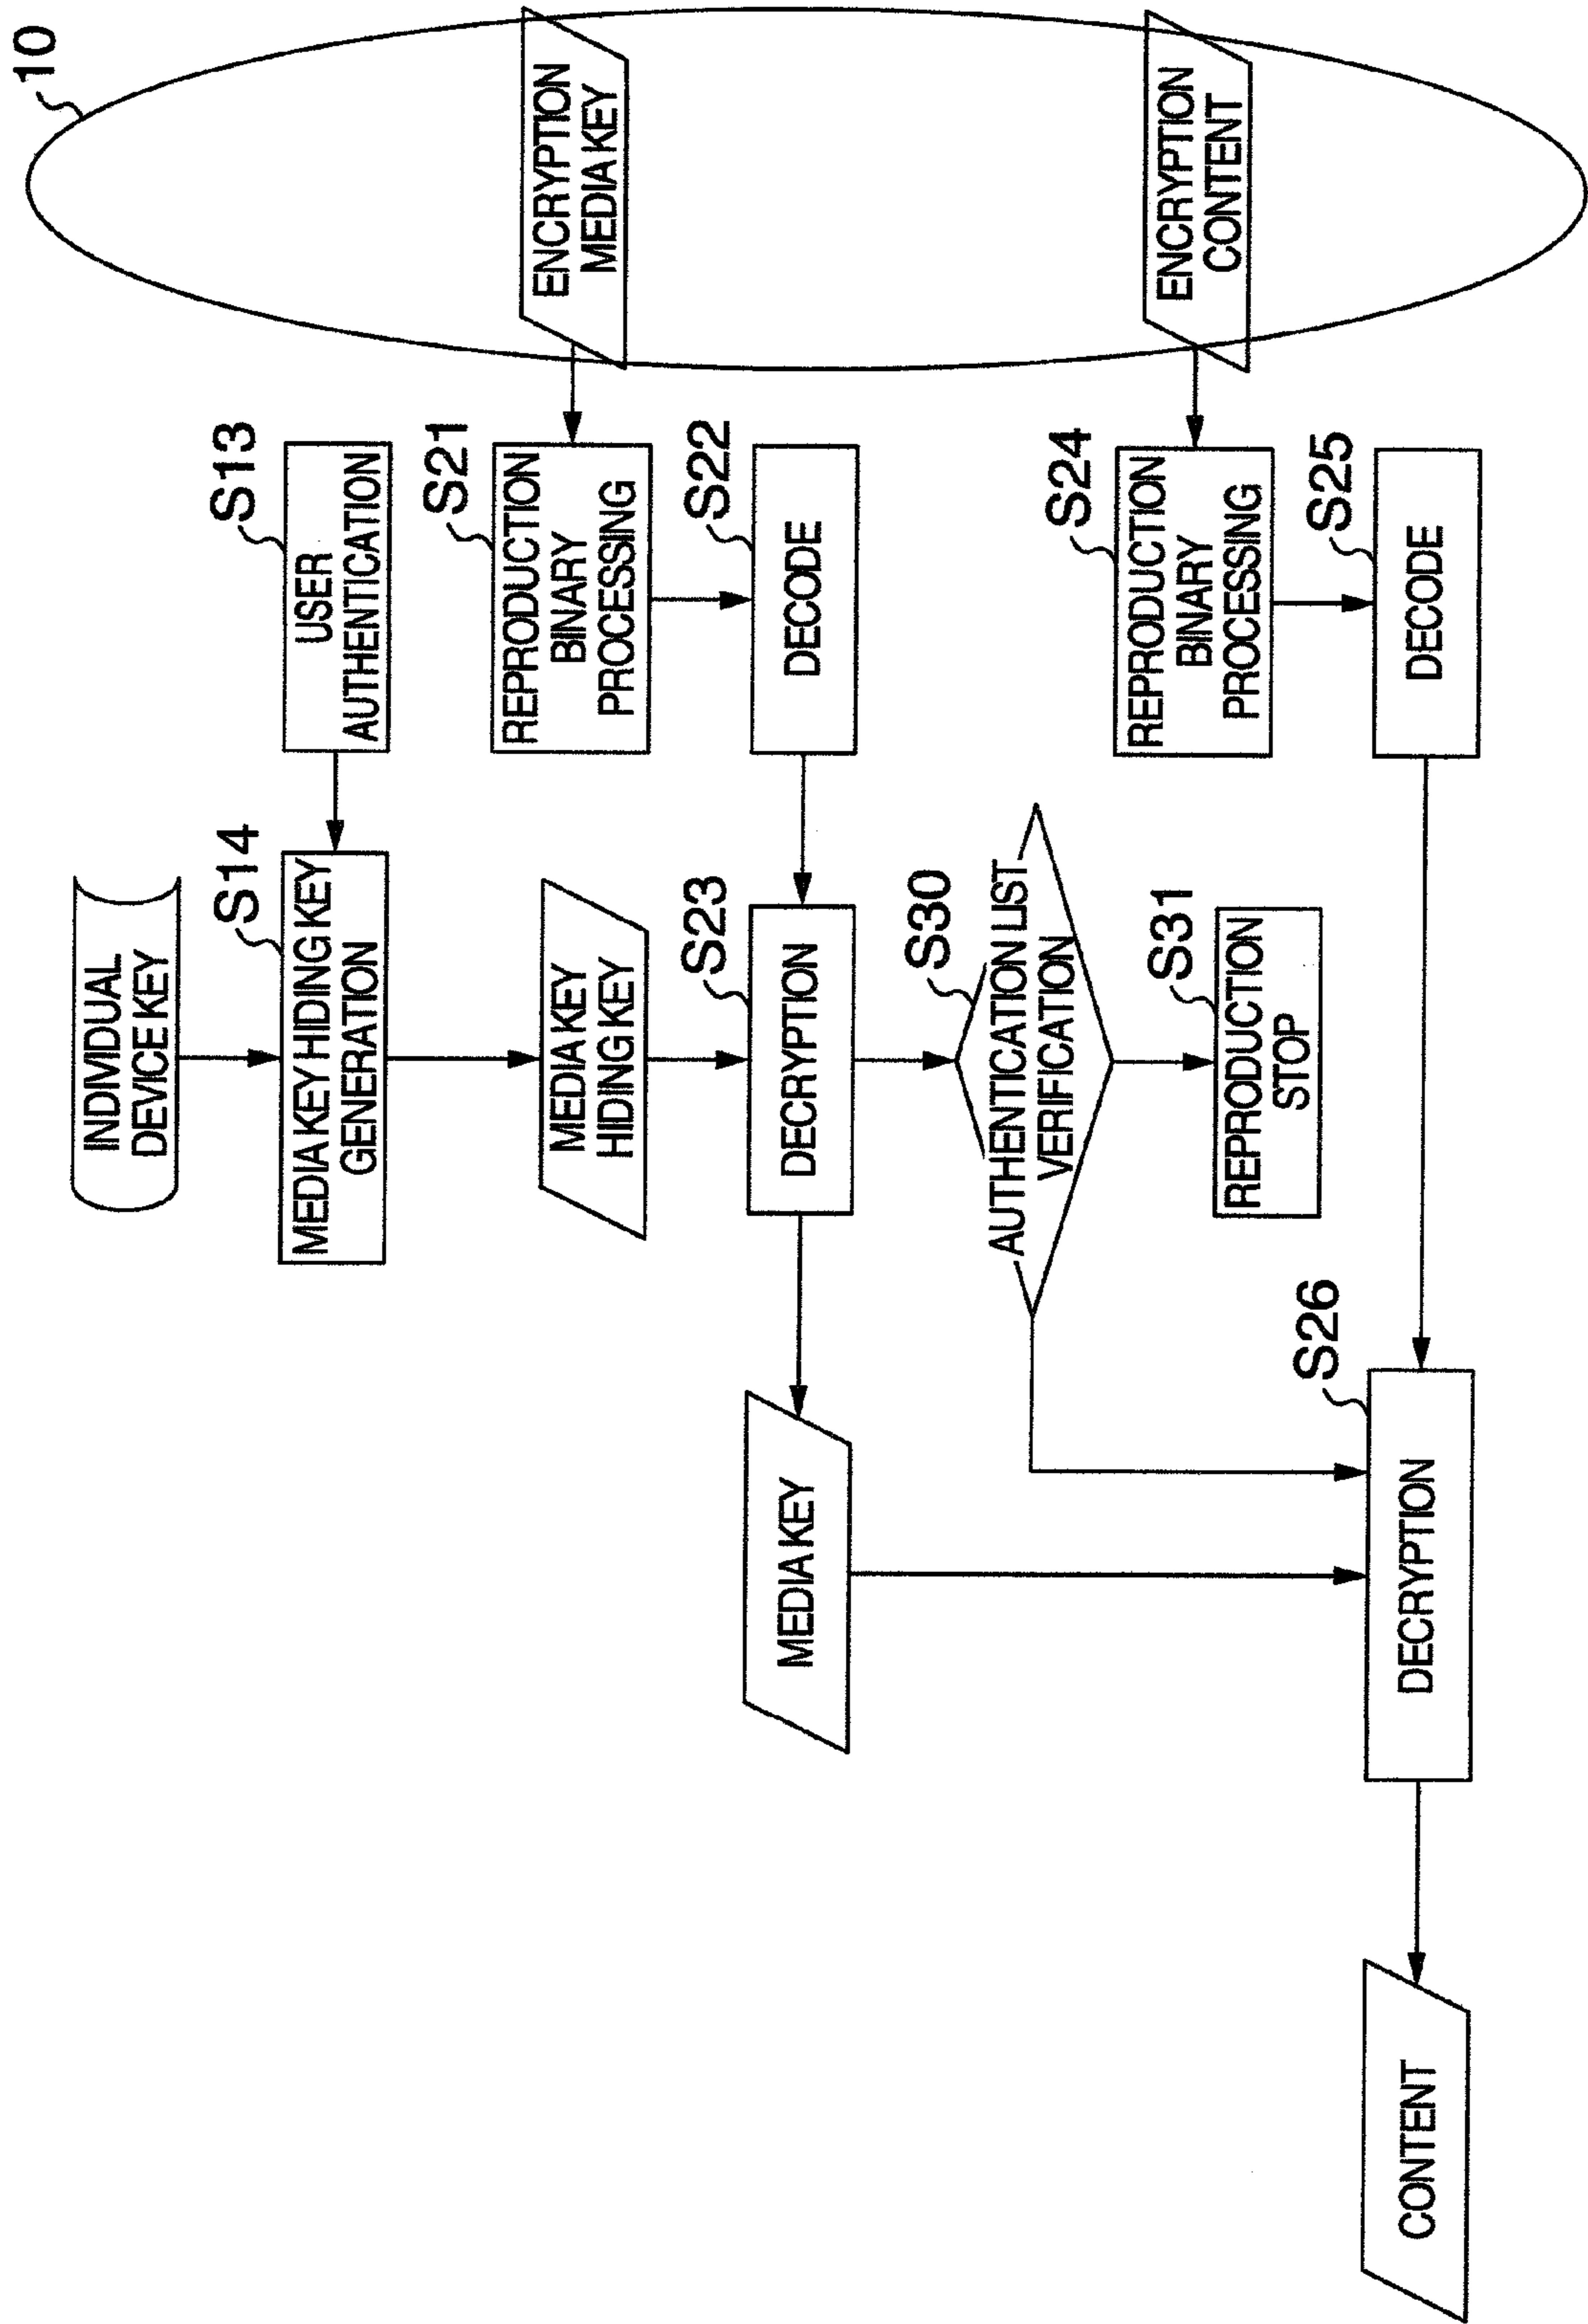 10
ENCRYPTION
MEDIA KEY
ENCRYPTION
CONTENT
S13
USER
AUTHENTICATION
S21
REPRODUCTION
BINARY
PROCESSING
S22
DECODE
S24
REPRODUCTION
BINARY
PROCESSING
S25
DECODE
INDIVIDUAL
DEVICE KEY
S14
MEDIA KEY HIDING KEY
GENERATION
MEDIA KEY
HIDING KEY
S23
DECRYPTION
S30
AUTHENTICATION LIST
VERIFICATION
S31
REPRODUCTION
STOP
MEDIA KEY
S26
DECRYPTION
CONTENT